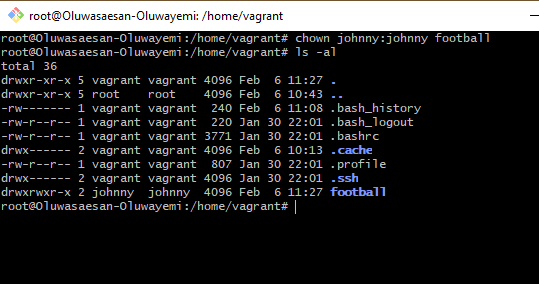 root@Oluwasaesan-Oluwayemi: /home/vagrant
root@Oluwasaesan-Oluwayemi:/home/vagrant# chown johnny:johnny football
root@Oluwasaesan-Oluwayemi:/home/vagrant# ls -al
total 36
drwxr-xr-x 5 vagrant vagrant 4096 Feb  6 11:27 .
drwxr-xr-x 5 root    root    4096 Feb  6 10:43 ..
-rw------- 1 vagrant vagrant  240 Feb  6 11:08 .bash_history
-rw-r--r-- 1 vagrant vagrant  220 Jan 30 22:01 .bash_logout
-rw-r--r-- 1 vagrant vagrant 3771 Jan 30 22:01 .bashrc
drwx------ 2 vagrant vagrant 4096 Feb  6 10:13 .cache
-rw-r--r-- 1 vagrant vagrant  807 Jan 30 22:01 .profile
drwx------ 2 vagrant vagrant 4096 Jan 30 22:01 .ssh
drwxrwxr-x 2 johnny  johnny  4096 Feb  6 11:27 football
root@Oluwasaesan-Oluwayemi:/home/vagrant#